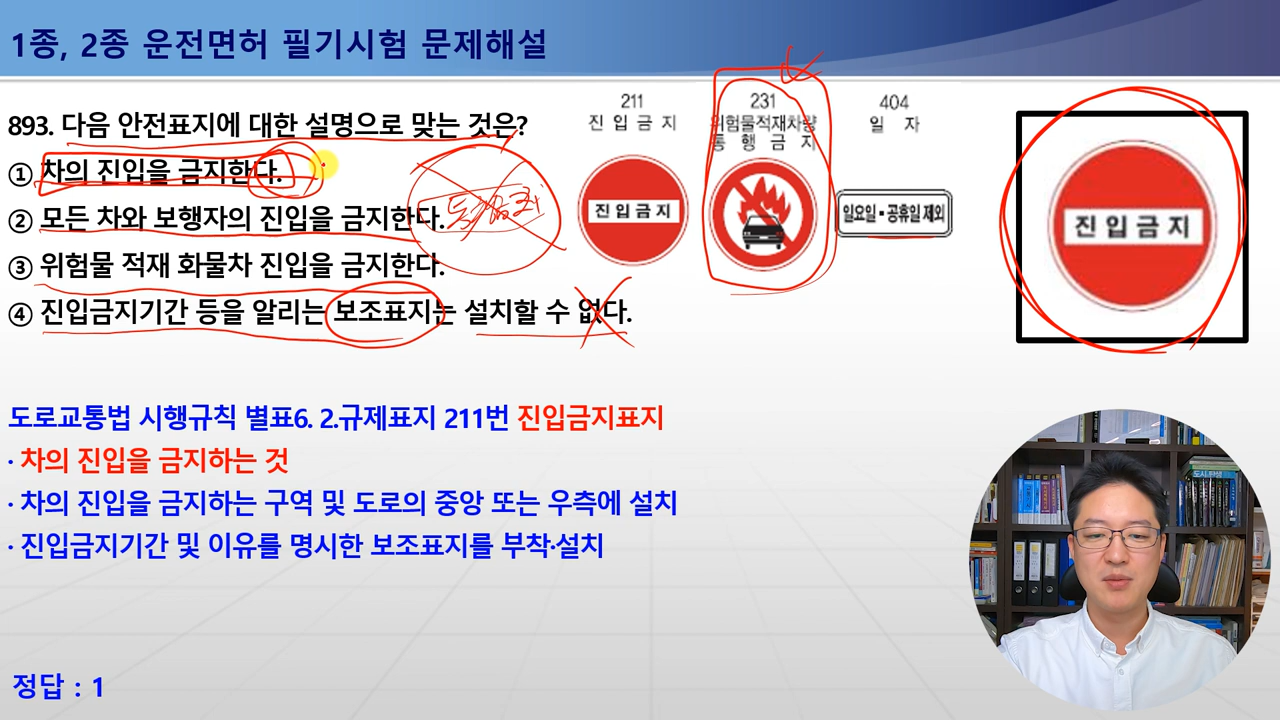 1종, 2종 운전면허 필기시험 문제해설
893. 다음 안전표지에 대한 설명으로 맞는 것은?
① 차의 진입을 금지한다.
② 모든 차와 보행자의 진입을 금지한다.
③ 위험물 적재 화물차 진입을 금지한다.
④ 진입금지기간 등을 알리는 보조표지는 설치할 수 없다.
211
진입금지
진입금지
231
위험물적재차량
통행금지
404
일자
일요일·공휴일 제외
진입금지
도로교통법 시행규칙 별표6. 2.규제표지 211번 진입금지표지
· 차의 진입을 금지하는 것
· 차의 진입을 금지하는 구역 및 도로의 중앙 또는 우측에 설치
· 진입금지기간 및 이유를 명시한 보조표지를 부착·설치
정답 : 1